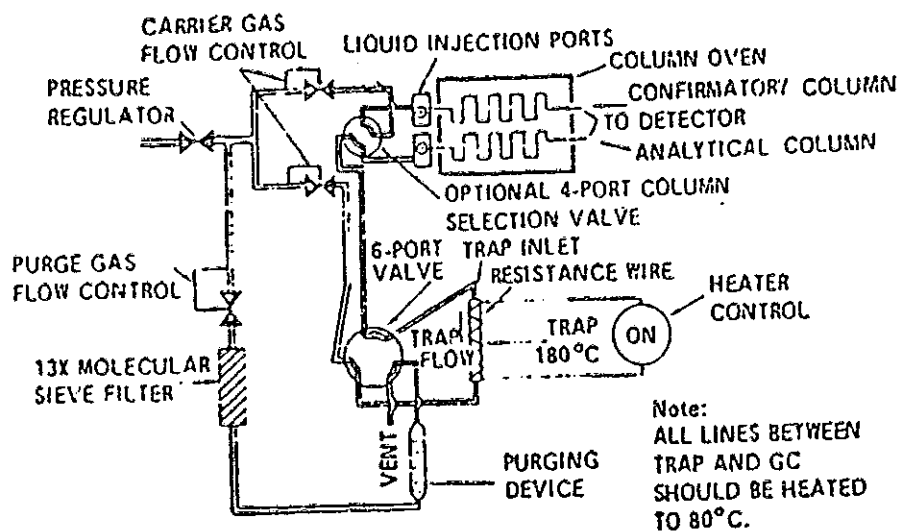 CARRIER GAS
FLOW CONTROL
LIQUID INJECTION PORTS
PRESSURE
REGULATOR
COLUMN OVEN
CONFIRMATORY COLUMN
TO DETECTOR
ANALYTICAL COLUMN
OPTIONAL 4-PORT COLUMN
SELECTION VALVE
PURGE GAS
FLOW CONTROL
6-PORT
VALVE
TRAP INLET
RESISTANCE WIRE
HEATER
CONTROL
TRAP
FLOW
TRAP
180°C
ON
13X MOLECULAR
SIEVE FILTER
VENT
PURGING
DEVICE
Note:
ALL LINES BETWEEN
TRAP AND GC
SHOULD BE HEATED
TO 80°C.